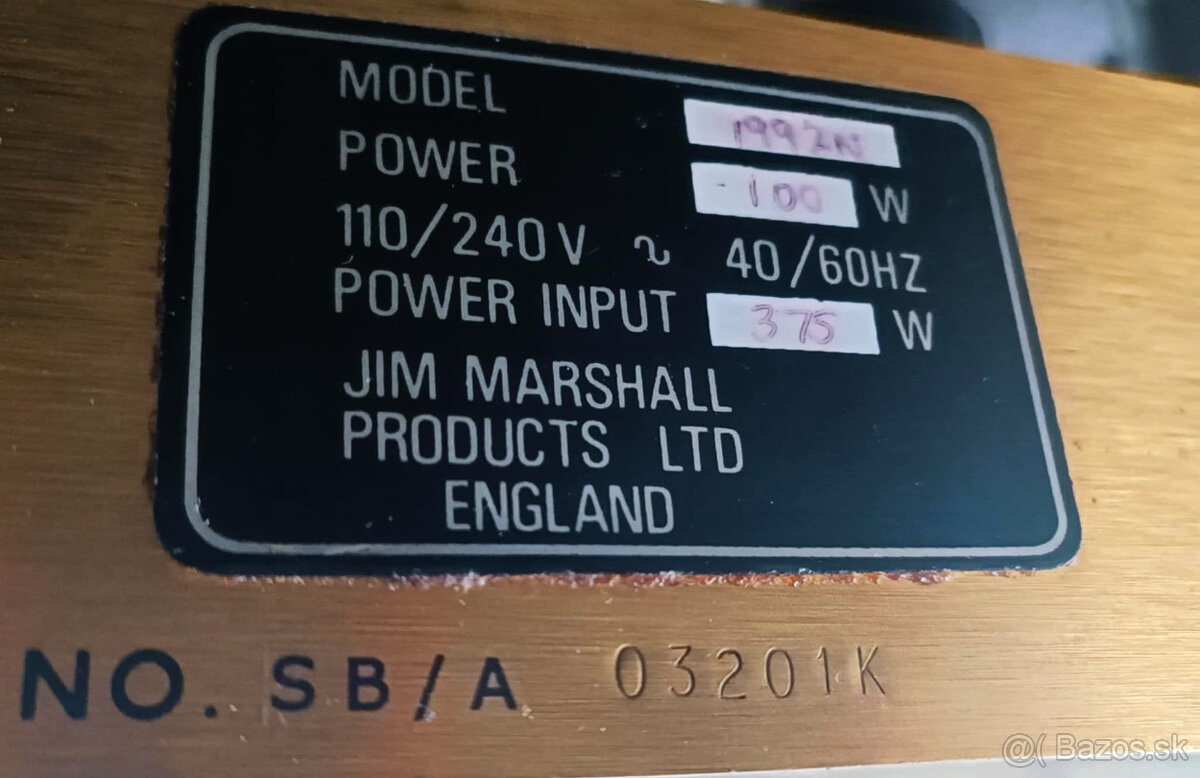 MODEL 1992N
POWER 100 W
110/240V ~ 40/60HZ
POWER INPUT 375 W
JIM MARSHALL
PRODUCTS LTD
ENGLAND
NO. SB/A 03201K
@( Bazos.sk